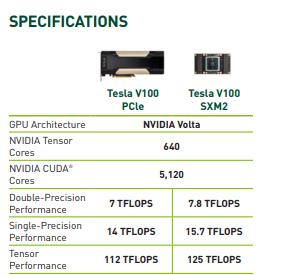 SPECIFICATIONS
Tesla V100 Tesla V100
PCle SXM2
GPU Architecture NVIDIA Volta
NVIDIA Tensor
Cores 640
NVIDIA CUDA®
Cores 5,120
Double-Precision
Performance 7 TFLOPS 7.8 TFLOPS
Single-Precision
Performance 14 TFLOPS 15.7 TFLOPS
Tensor
Performance 112 TFLOPS 125 TFLOPS